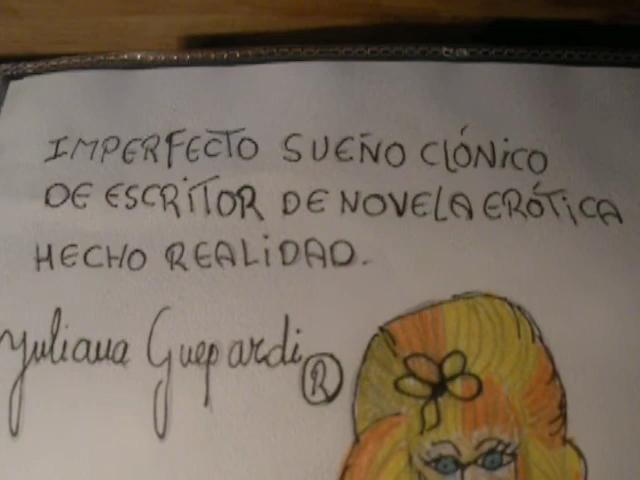 IMPERFECTO SUEÑO CLÓNICO
DE ESCRITOR DE NOVELA ERÓTICA
HECHO REALIDAD.
Yuliana Guepardi ®